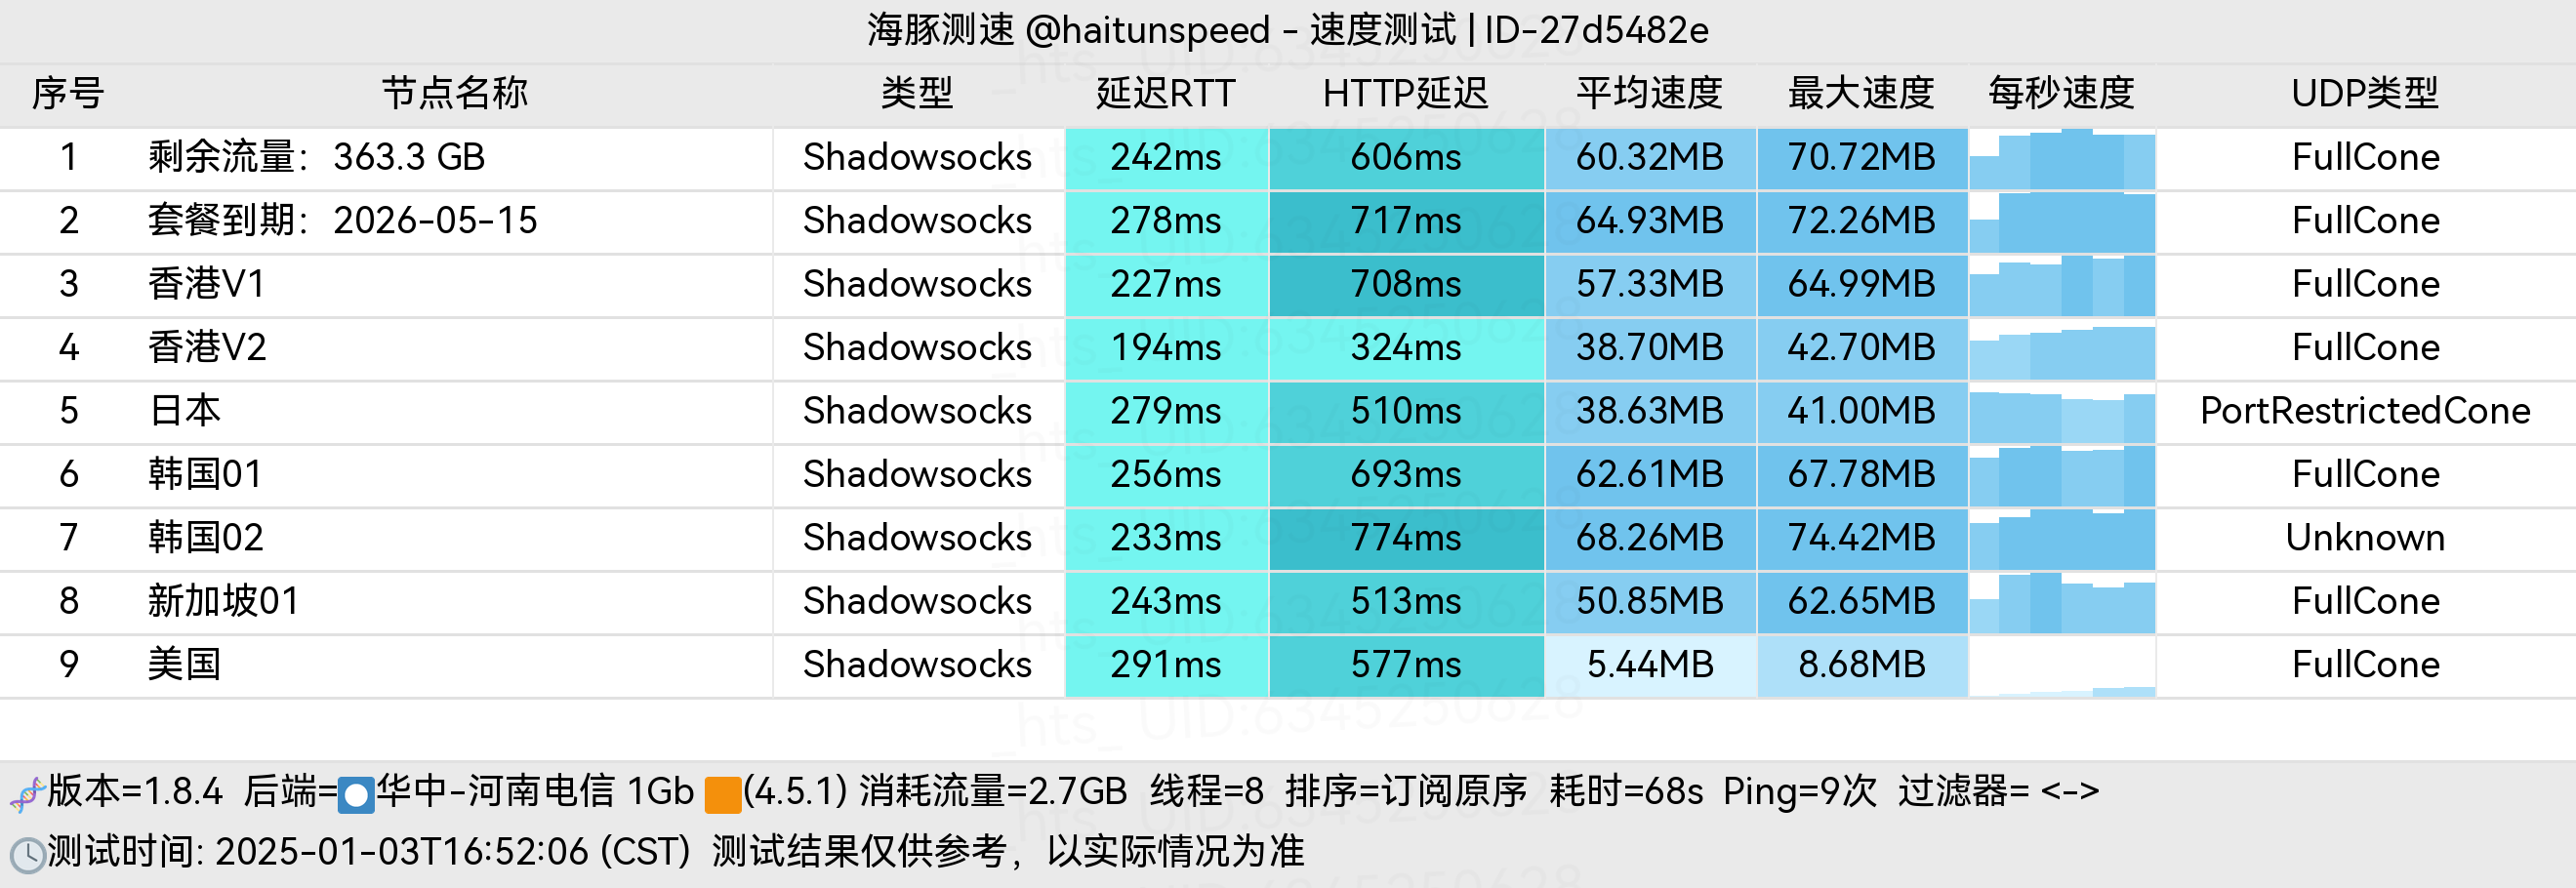 海豚测速 @haitunspeed - 速度测试 | ID-27d5482e
序号 节点名称 类型 延迟RTT HTTP延迟 平均速度 最大速度 每秒速度 UDP类型
1 剩余流量：363.3 GB Shadowsocks 242ms 606ms 60.32MB 70.72MB FullCone
2 套餐到期：2026-05-15 Shadowsocks 278ms 717ms 64.93MB 72.26MB FullCone
3 香港V1 Shadowsocks 227ms 708ms 57.33MB 64.99MB FullCone
4 香港V2 Shadowsocks 194ms 324ms 38.70MB 42.70MB FullCone
5 日本 Shadowsocks 279ms 510ms 38.63MB 41.00MB PortRestrictedCone
6 韩国01 Shadowsocks 256ms 693ms 62.61MB 67.78MB FullCone
7 韩国02 Shadowsocks 233ms 774ms 68.26MB 74.42MB Unknown
8 新加坡01 Shadowsocks 243ms 513ms 50.85MB 62.65MB FullCone
9 美国 Shadowsocks 291ms 577ms 5.44MB 8.68MB FullCone
_hts_ UID:6345250628
版本=1.8.4 后端=华中-河南电信 1Gb (4.5.1) 消耗流量=2.7GB 线程=8 排序=订阅原序 耗时=68s Ping=9次 过滤器= <->
测试时间: 2025-01-03T16:52:06 (CST) 测试结果仅供参考，以实际情况为准